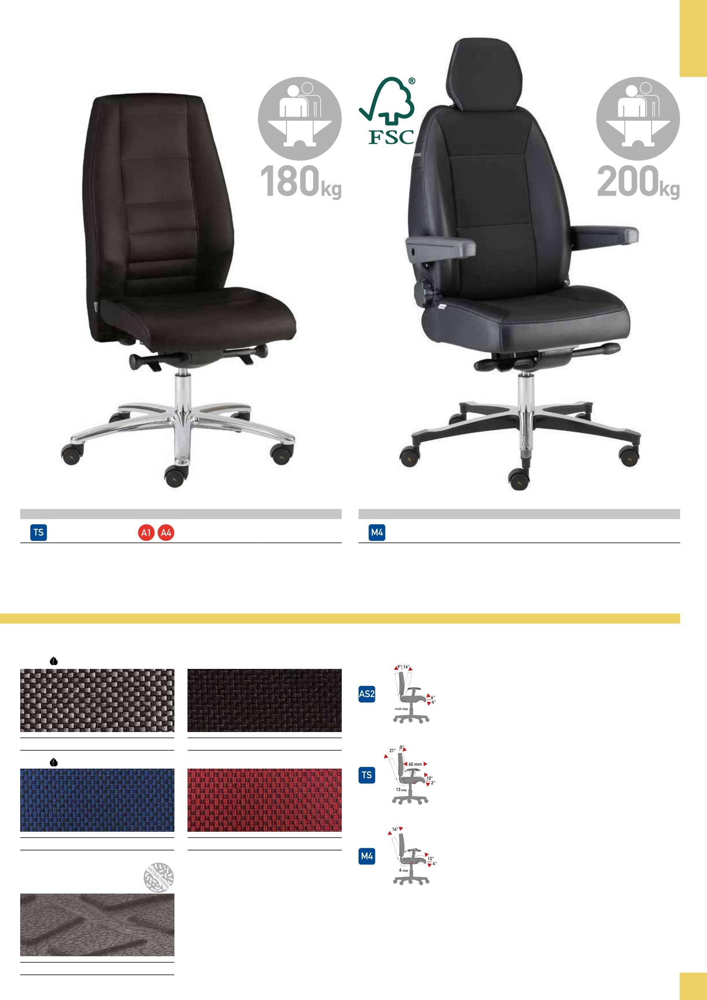 ®
FSC
180kg
200kg
TS
A1
A4
M4
9° 16°
AS2
6°
4°
multi stop
5°
21°
60 mm
TS
10°
2°
13 stop
16°
M4
12°
4°
6 stop
ANTIBACTERIAL